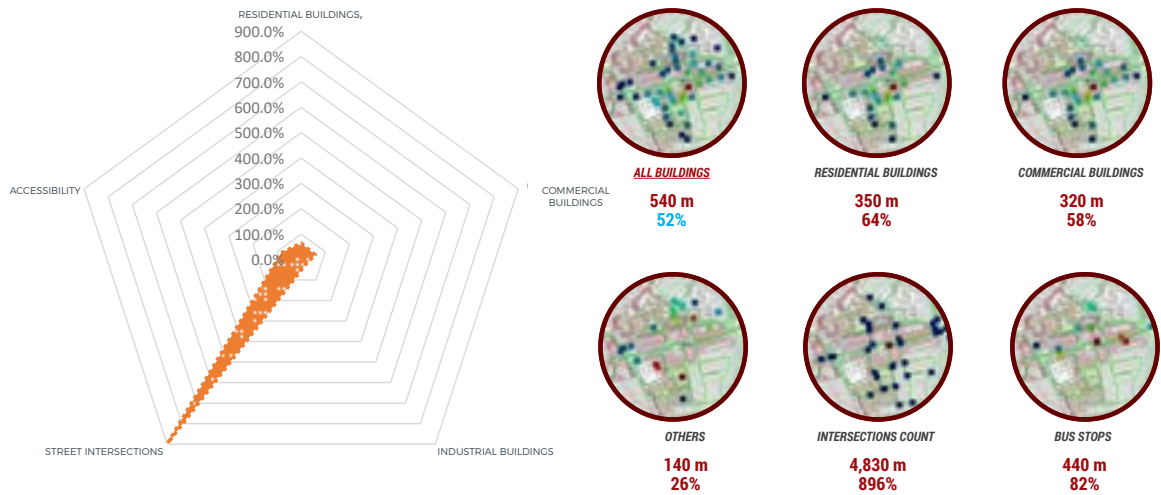 RESIDENTIAL BUILDINGS,
900.0%
800.0%
700.0%
600.0%
500.0%
400.0%
300.0%
200.0%
100.0%
0.0%
ACCESSIBILITY
COMMERCIAL
BUILDINGS
STREET INTERSECTIONS
INDUSTRIAL BUILDINGS
ALL BUILDINGS
540 m
52%
RESIDENTIAL BUILDINGS
350 m
64%
COMMERCIAL BUILDINGS
320 m
58%
OTHERS
140 m
26%
INTERSECTIONS COUNT
4,830 m
896%
BUS STOPS
440 m
82%